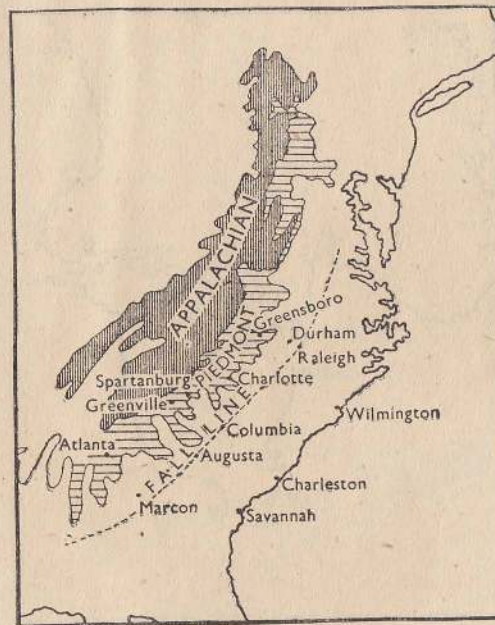 APPALACHIAN
PIEDMONT
Greensboro
Durham
Raleigh
Spartanburg
Charlotte
Greenville
FALL LINE
Wilmington
Columbia
Atlanta
Augusta
Charleston
Marcon
Savannah